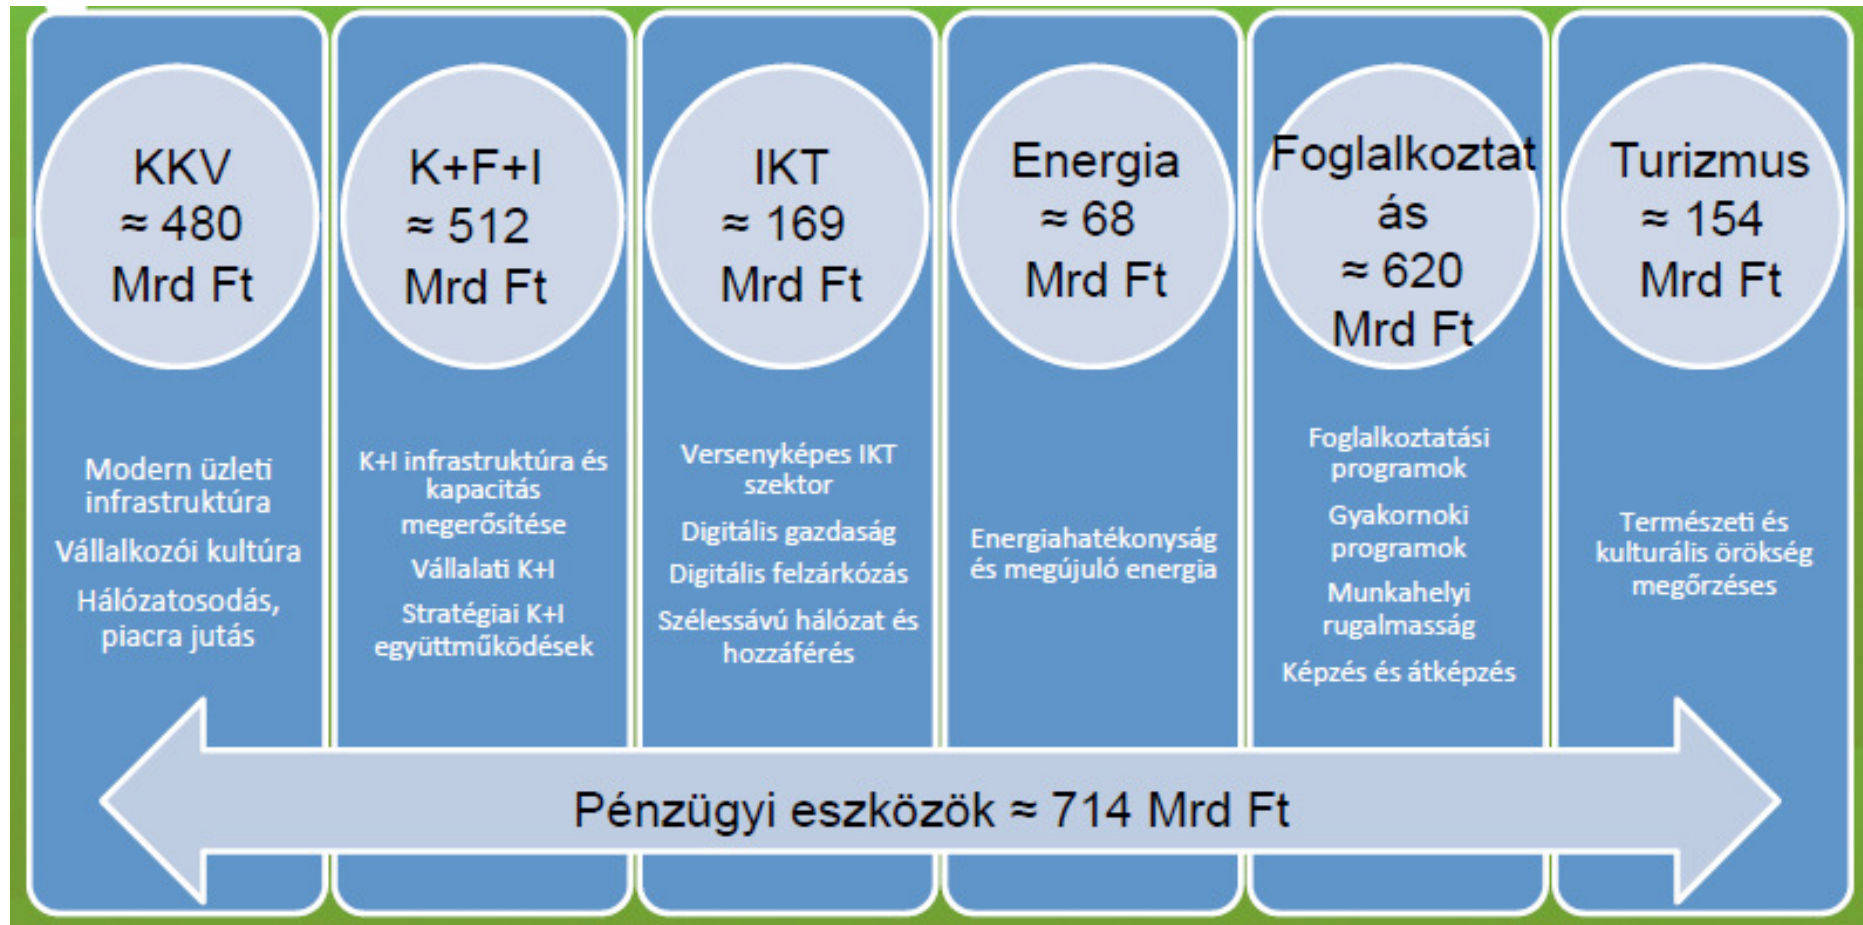 KKV
≈ 480
Mrd Ft
Modern üzleti
infrastruktúra
Vállalkozói kultúra
Hálózatosodás,
piacra jutás
K+F+I
≈ 512
Mrd Ft
K+I infrastruktúra és
kapacitás
megerősítése
Vállalati K+I
Stratégiai K+I
együttműködések
IKT
≈ 169
Mrd Ft
Versenyképes IKT
szektor
Digitális gazdaság
Digitális felzárkózás
Szélessávú hálózat és
hozzáférés
Energia
≈ 68
Mrd Ft
Energiahatékonyság
és megújuló energia
Foglalkoztat
ás
≈ 620
Mrd Ft
Foglalkoztatási
programok
Gyakornoki
programok
Munkahelyi
rugalmasság
Képzés és átképzés
Turizmus
≈ 154
Mrd Ft
Természeti és
kulturális örökség
megőrzéses
Pénzügyi eszközök ≈ 714 Mrd Ft